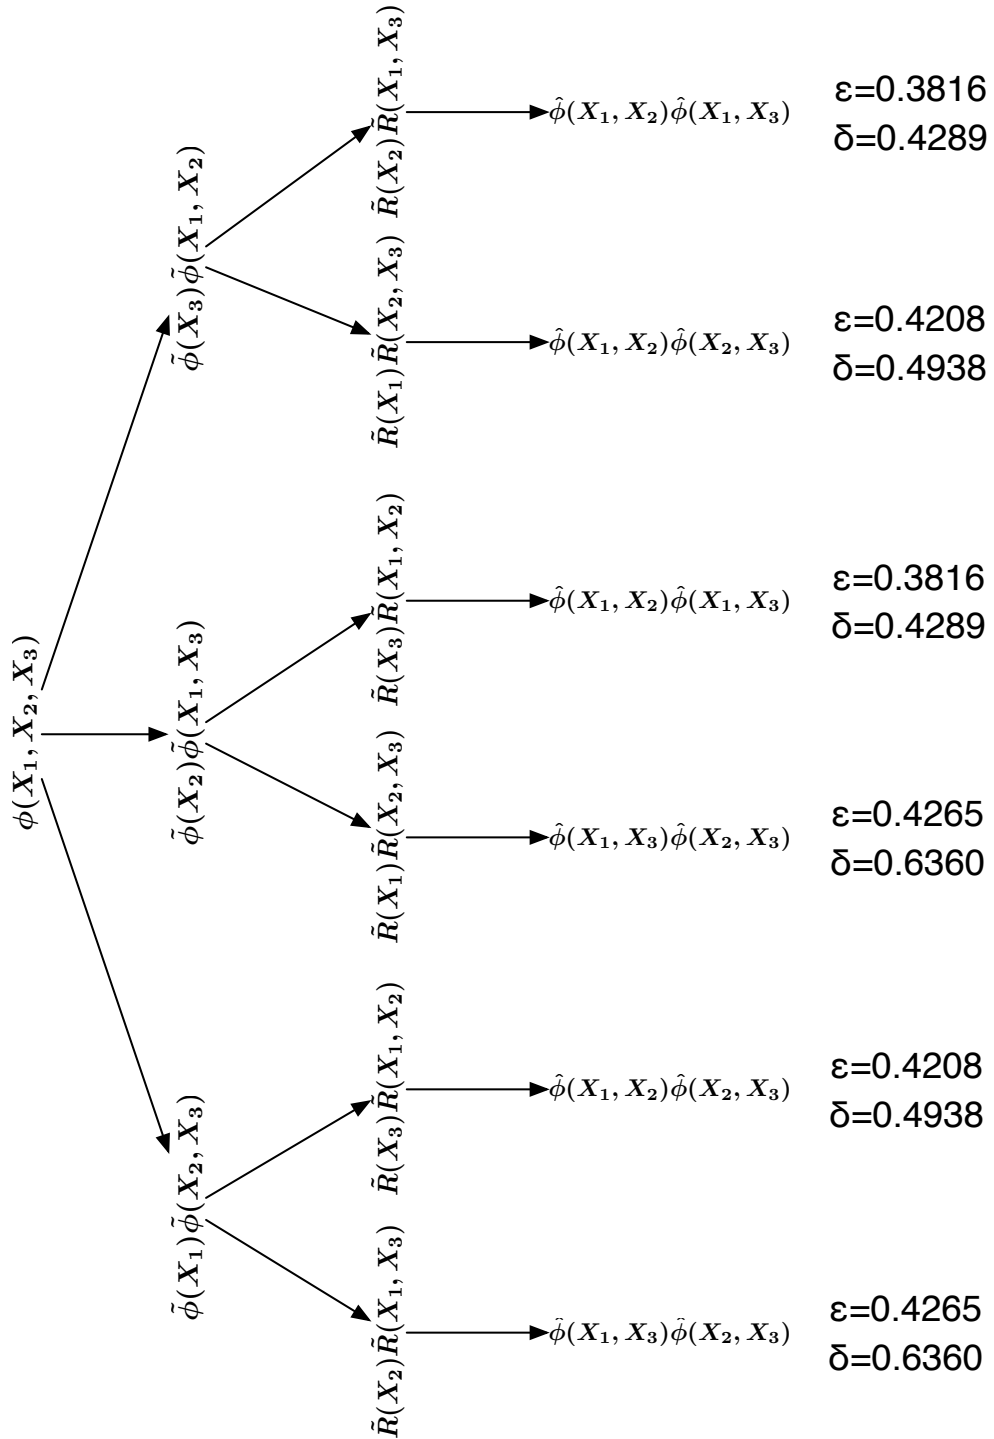 ϕ(X₁, X₂, X₃)
ϕ̃(X₃)ϕ̃(X₁, X₂)
ϕ̃(X₂)ϕ̃(X₁, X₃)
ϕ̃(X₁)ϕ̃(X₂, X₃)
R̃(X₂)R̃(X₁, X₃)
R̃(X₁)R̃(X₂, X₃)
R̃(X₃)R̃(X₁, X₂)
R̃(X₁)R̃(X₂, X₃)
R̃(X₃)R̃(X₁, X₂)
R̃(X₂)R̃(X₁, X₃)
ϕ̂(X₁, X₂)ϕ̂(X₁, X₃)
ε=0.3816
δ=0.4289
ϕ̂(X₁, X₂)ϕ̂(X₂, X₃)
ε=0.4208
δ=0.4938
ϕ̂(X₁, X₂)ϕ̂(X₁, X₃)
ε=0.3816
δ=0.4289
ϕ̂(X₁, X₃)ϕ̂(X₂, X₃)
ε=0.4265
δ=0.6360
ϕ̂(X₁, X₂)ϕ̂(X₂, X₃)
ε=0.4208
δ=0.4938
ϕ̂(X₁, X₃)ϕ̂(X₂, X₃)
ε=0.4265
δ=0.6360